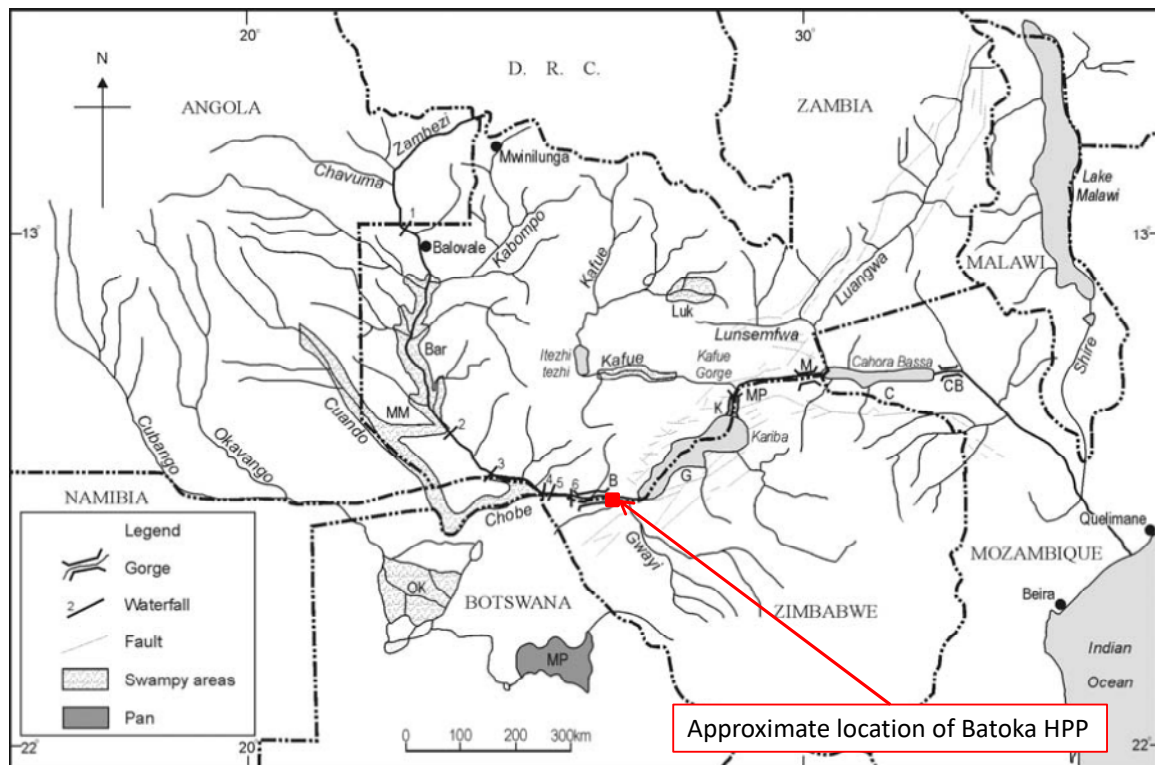 20°
30°
N
D. R. C.
ANGOLA
ZAMBIA
Zambezi
Mwinilunga
Chavuma
Lake
Malawi
13°
1
13
Balovale
Kabompo
Kafue
MALAWI
Luangwa
Luk
Lunsemfwa
Shire
Bar
Itezhi
tezhi
Kafue
Kafue
Gorge
M
Cahora Bassa
CB
C
MP
K
MM
2
Cuando
Kariba
Cubango
Okavango
3
G
B
4
5
6
NAMIBIA
Chobe
Quelimane
Legend
Gorge
Gwayi
MOZAMBIQUE
2
Waterfall
OK
BOTSWANA
ZIMBABWE
Beira
Fault
Indian
Ocean
Swampy areas
MP
Pan
Approximate location of Batoka HPP
22°
20
0
100
200
300km
22°